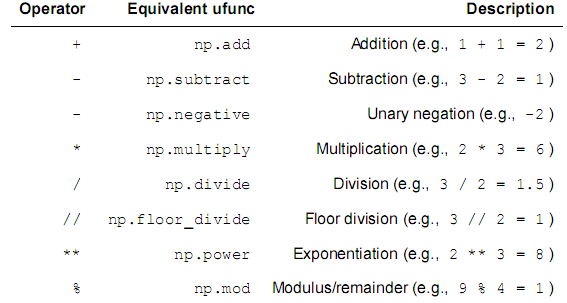 Operator Equivalent ufunc Description
+ np.add Addition (e.g., 1 + 1 = 2 )
- np.subtract Subtraction (e.g., 3 - 2 = 1 )
- np.negative Unary negation (e.g., -2 )
* np.multiply Multiplication (e.g., 2 * 3 = 6 )
/ np.divide Division (e.g., 3 / 2 = 1.5 )
// np.floor_divide Floor division (e.g., 3 // 2 = 1 )
** np.power Exponentiation (e.g., 2 ** 3 = 8 )
% np.mod Modulus/remainder (e.g., 9 % 4 = 1 )